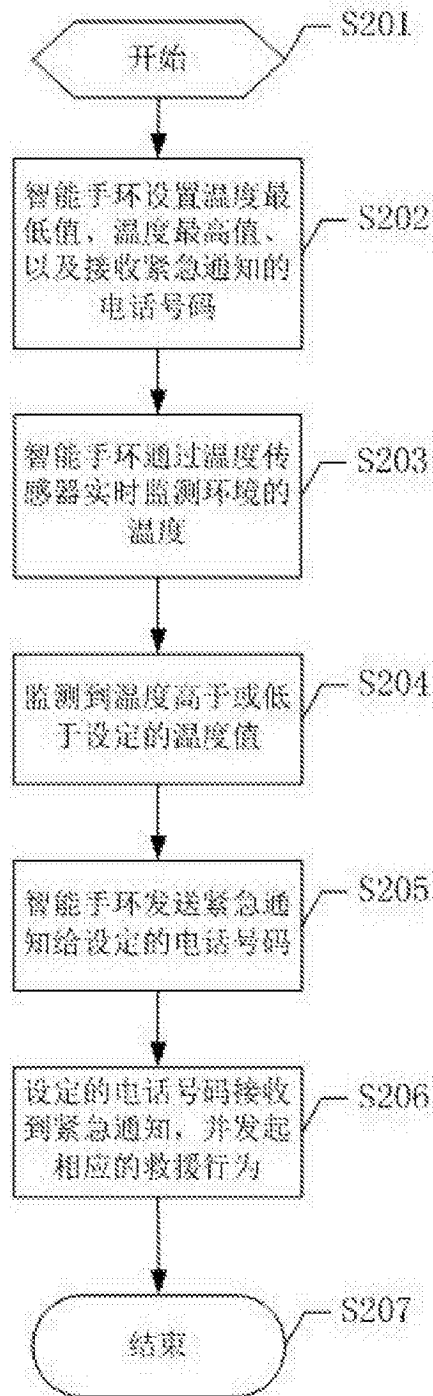 S201
开始
智能手环设置温度最
低值、温度最高值、
以及接收紧急通知的
电话号码
S202
智能手环通过温度传
感器实时监测环境的
温度
S203
监测到温度高于或低
于设定的温度值
S204
智能手环发送紧急通
知给设定的电话号码
S205
设定的电话号码接收
到紧急通知，并发起
相应的救援行为
S206
结束
S207